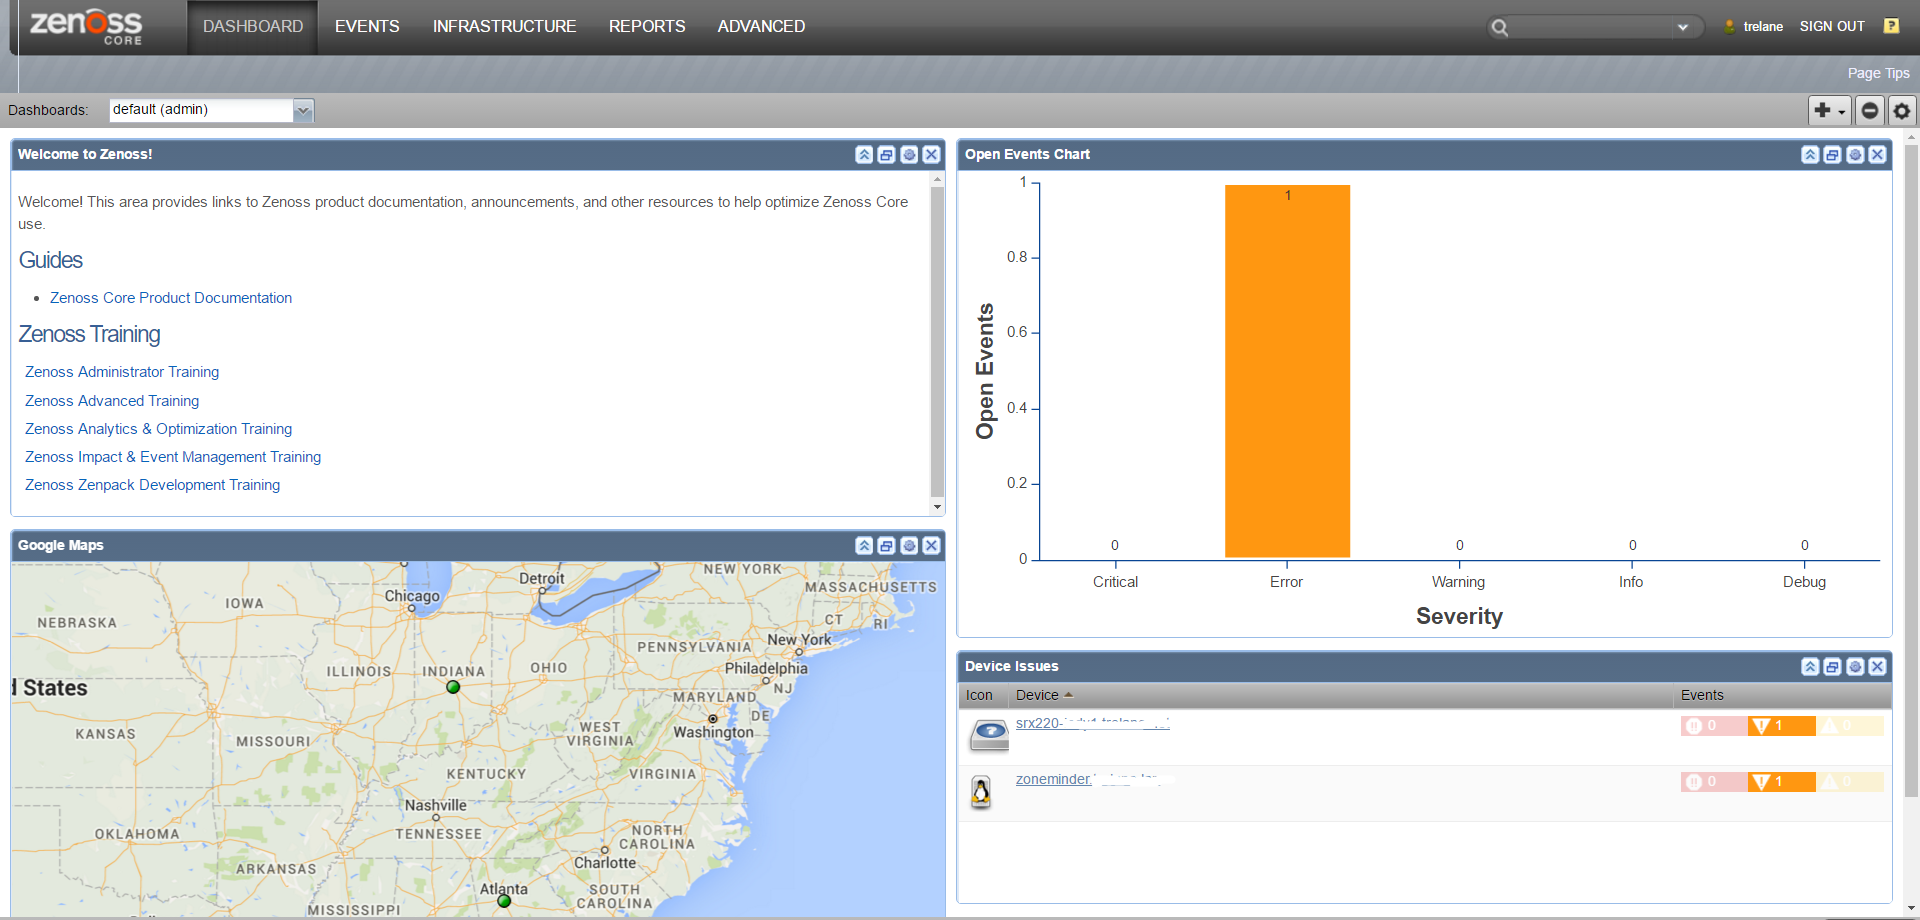 zenoss CORE
DASHBOARD EVENTS INFRASTRUCTURE REPORTS ADVANCED
trelane SIGN OUT ?
Page Tips
Dashboards: default (admin)
Welcome to Zenoss!
Welcome! This area provides links to Zenoss product documentation, announcements, and other resources to help optimize Zenoss Core
use.
Guides
Zenoss Core Product Documentation
Zenoss Training
Zenoss Administrator Training
Zenoss Advanced Training
Zenoss Analytics & Optimization Training
Zenoss Impact & Event Management Training
Zenoss Zenpack Development Training
Google Maps
NEW YORK
Detroit
MASSACHUSETTS
Chicago
IOWA
CT
RI
NEBRASKA
New York
PENNSYLVANIA
ILLINOIS
INDIANA
OHIO
Philadelphia
d States
NJ
MARYLAND
DE
KANSAS
MISSOURI
WEST
VIRGINIA
Washington
KENTUCKY
VIRGINIA
Nashville
OKLAHOMA
TENNESSEE
NORTH
CAROLINA
Charlotte
ARKANSAS
Atlanta
SOUTH
CAROLINA
MISSISSIPPI
Open Events Chart
1
1
0.8
0.6
0.4
0.2
0
0 0 0 0
Open Events
Critical Error Warning Info Debug
Severity
Device Issues
Icon Device Events
srx220-
0 1 0
zoneminder.
0 1 0